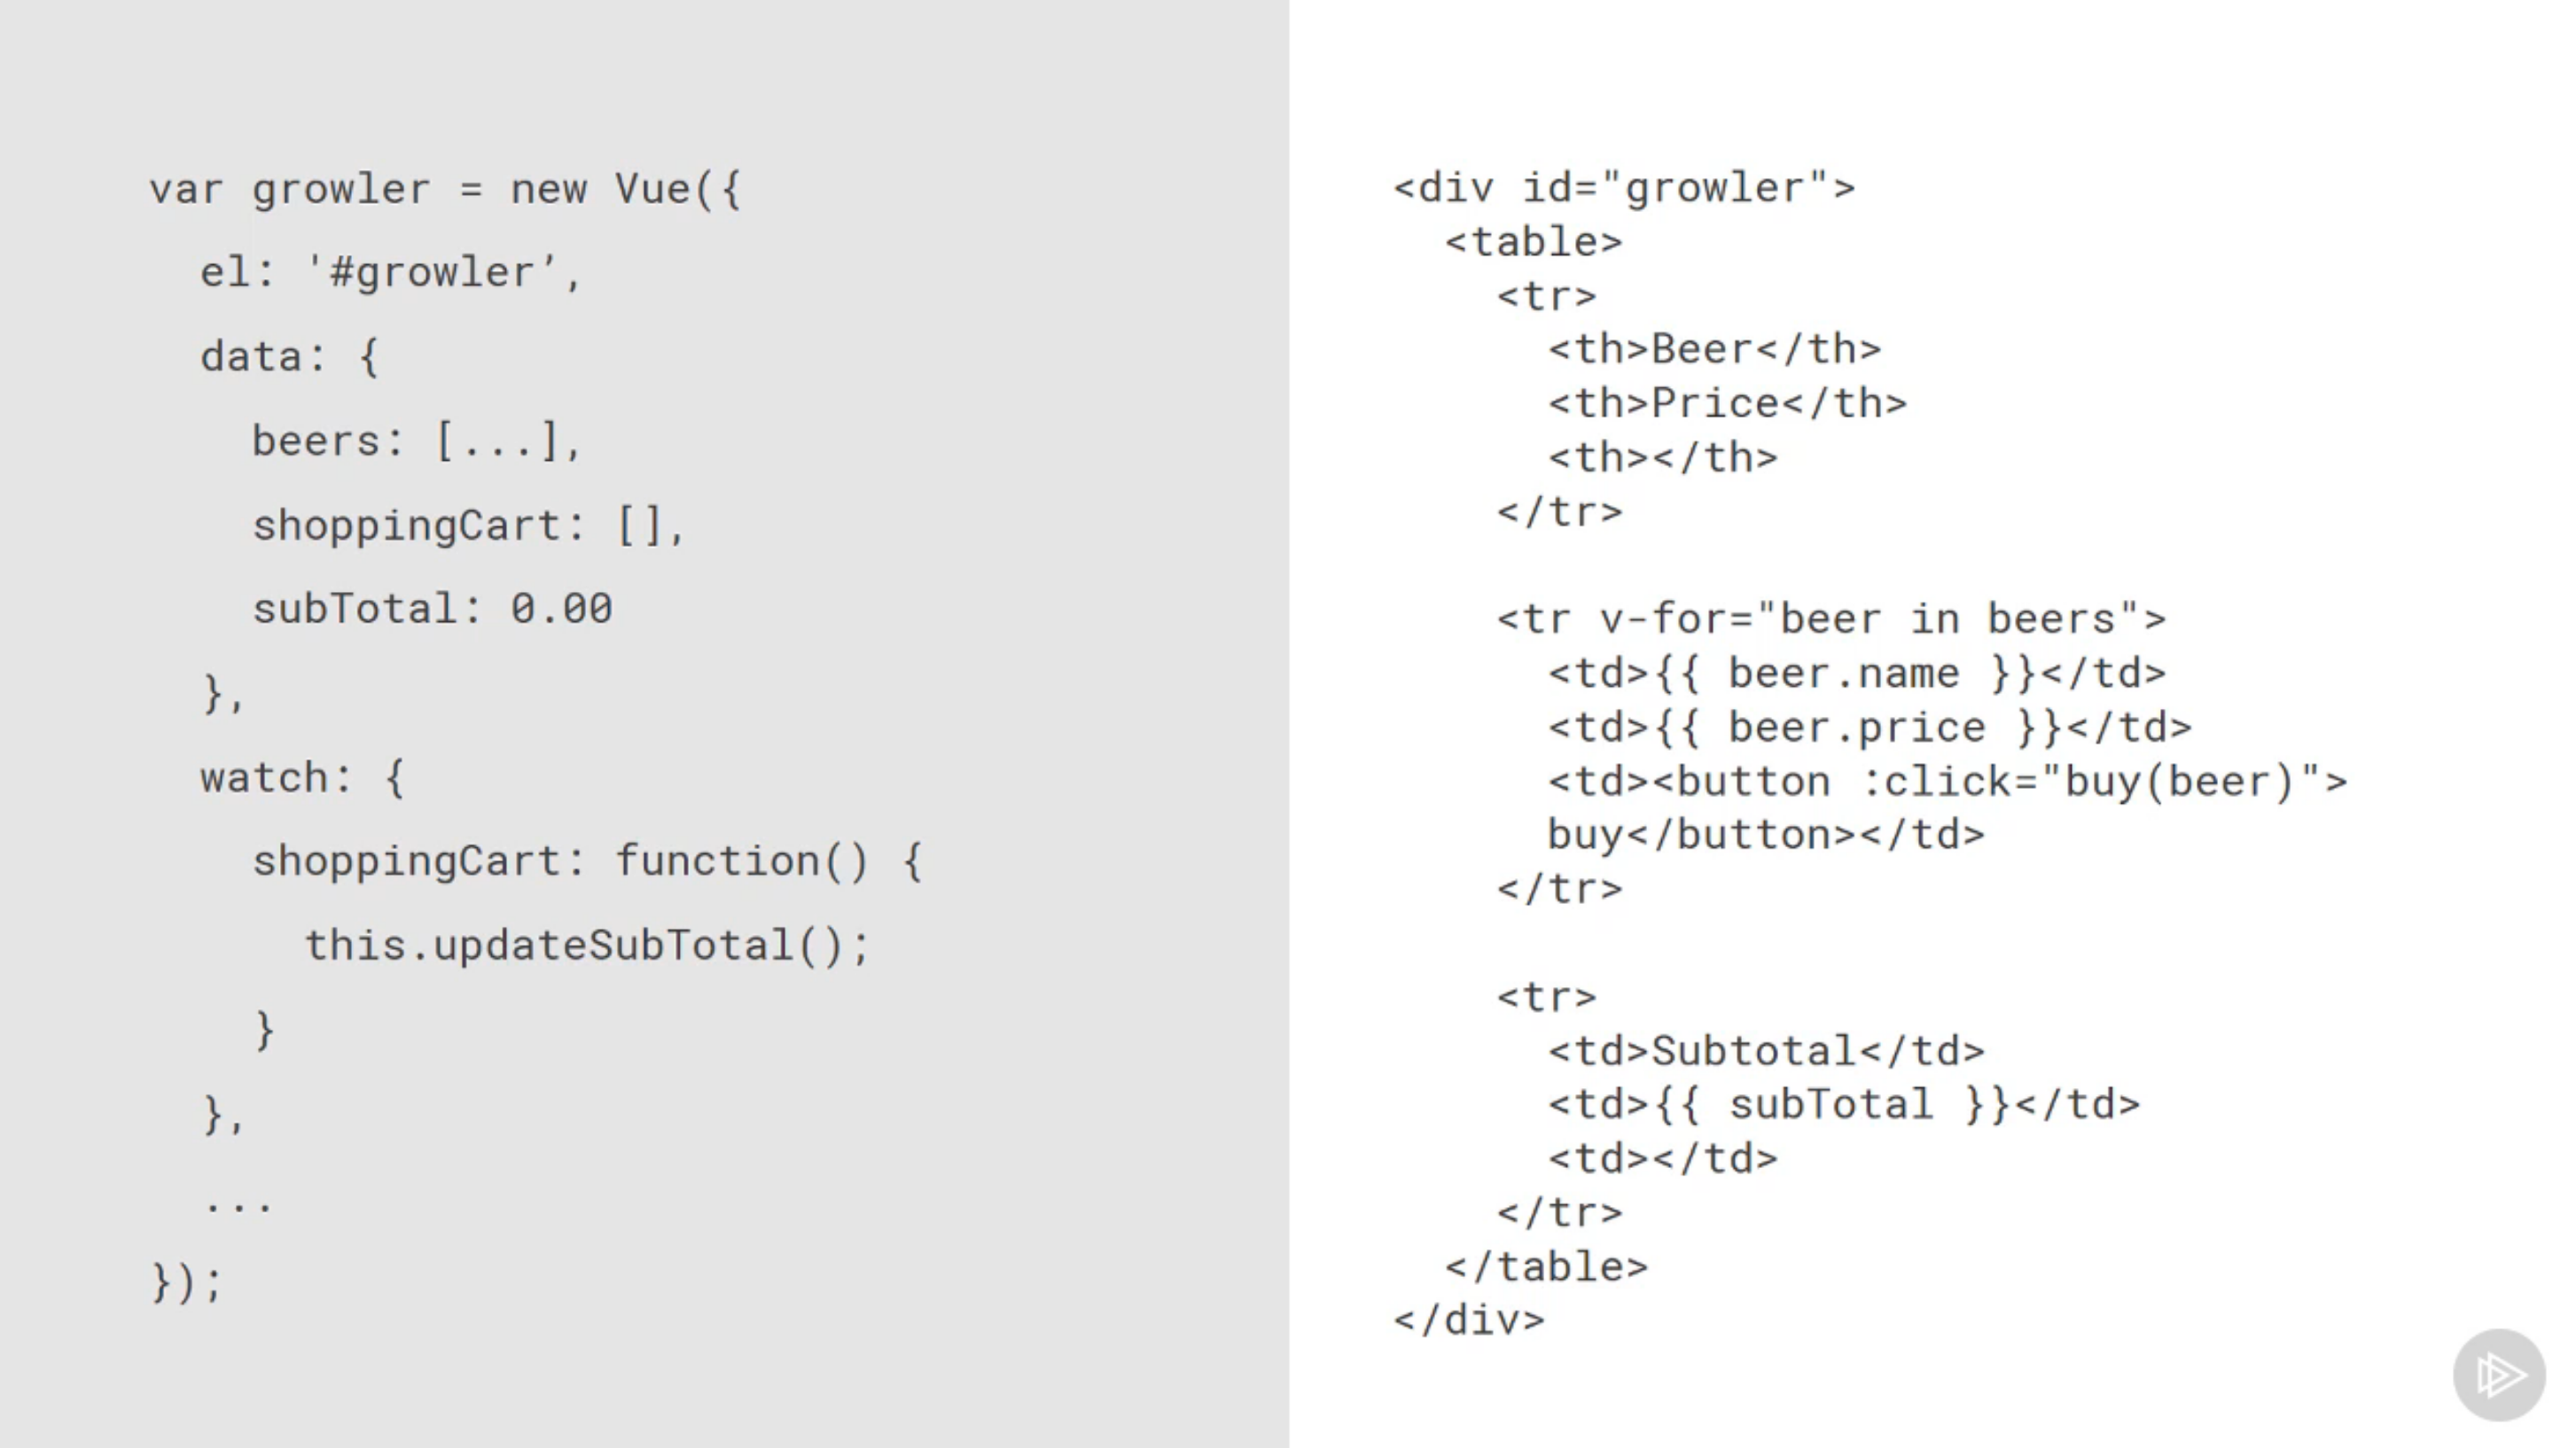 var growler = new Vue({
el: '#growler’,
data: {
beers: [...],
shoppingCart: [],
subTotal: 0.00
},
watch: {
shoppingCart: function() {
this.updateSubTotal();
}
},
...
});
<div id="growler">
<table>
<tr>
<th>Beer</th>
<th>Price</th>
<th></th>
</tr>
<tr v-for="beer in beers">
<td>{{ beer.name }}</td>
<td>{{ beer.price }}</td>
<td><button :click="buy(beer)">
buy</button></td>
</tr>
<tr>
<td>Subtotal</td>
<td>{{ subTotal }}</td>
<td></td>
</tr>
</table>
</div>